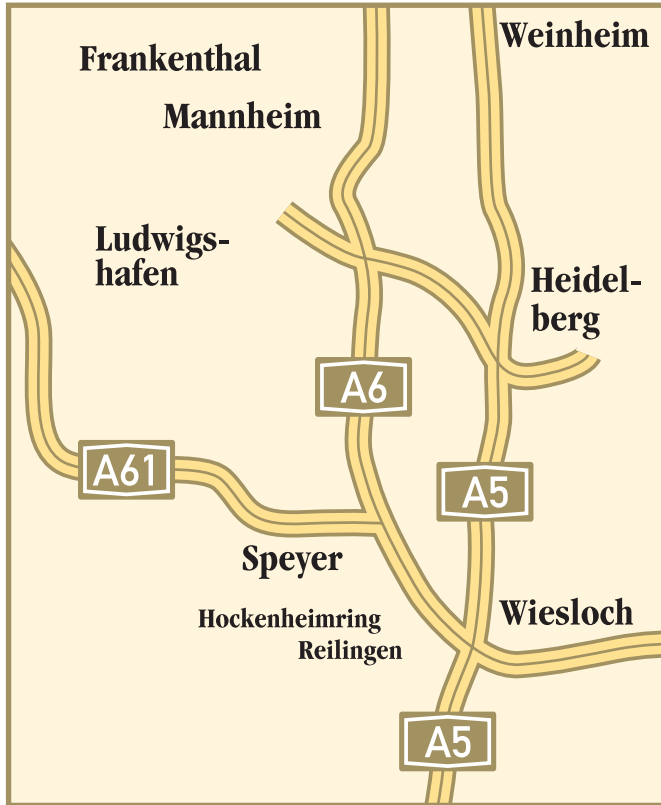 Weinheim
Frankenthal
Mannheim
Ludwigs-
hafen
Heidel-
berg
A6
A61
A5
Speyer
Wiesloch
Hockenheimring
Reilingen
A5